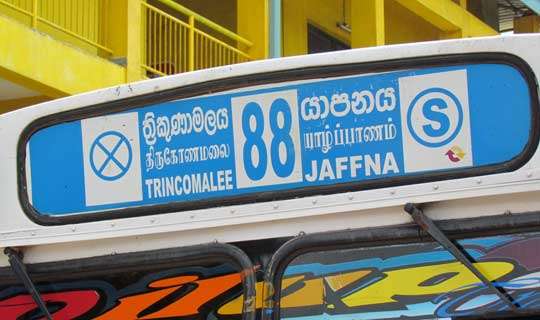 ත්‍රිකුණාමලය
திருகோணமலை
TRINCOMALEE
88
යාපනය
யாழ்ப்பாணம்
JAFFNA
S